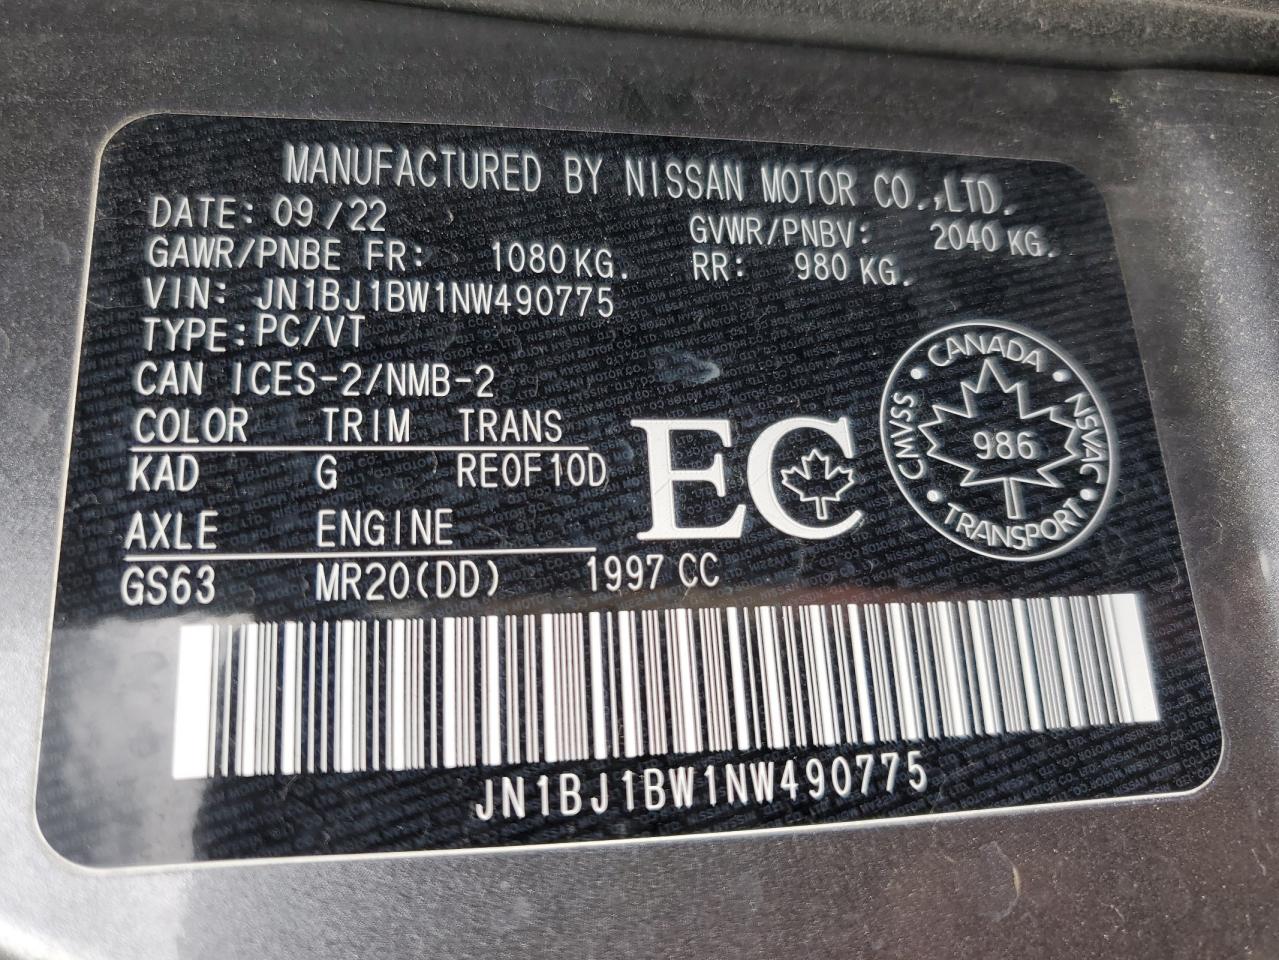 MANUFACTURED BY NISSAN MOTOR CO.,LTD.
DATE: 09/22 GVWR/PNBV: 2040 KG.
GAWR/PNBE FR: 1080 KG. RR: 980 KG.
VIN: JN1BJ1BW1NW490775
TYPE:PC/VT
CAN ICES-2/NMB-2
COLOR TRIM TRANS
KAD G RE0F10D
AXLE ENGINE
GS63 MR20(DD) 1997 CC
EC
CANADA
CMVSS 986 NSVAC
TRANSPORT
JN1BJ1BW1NW490775